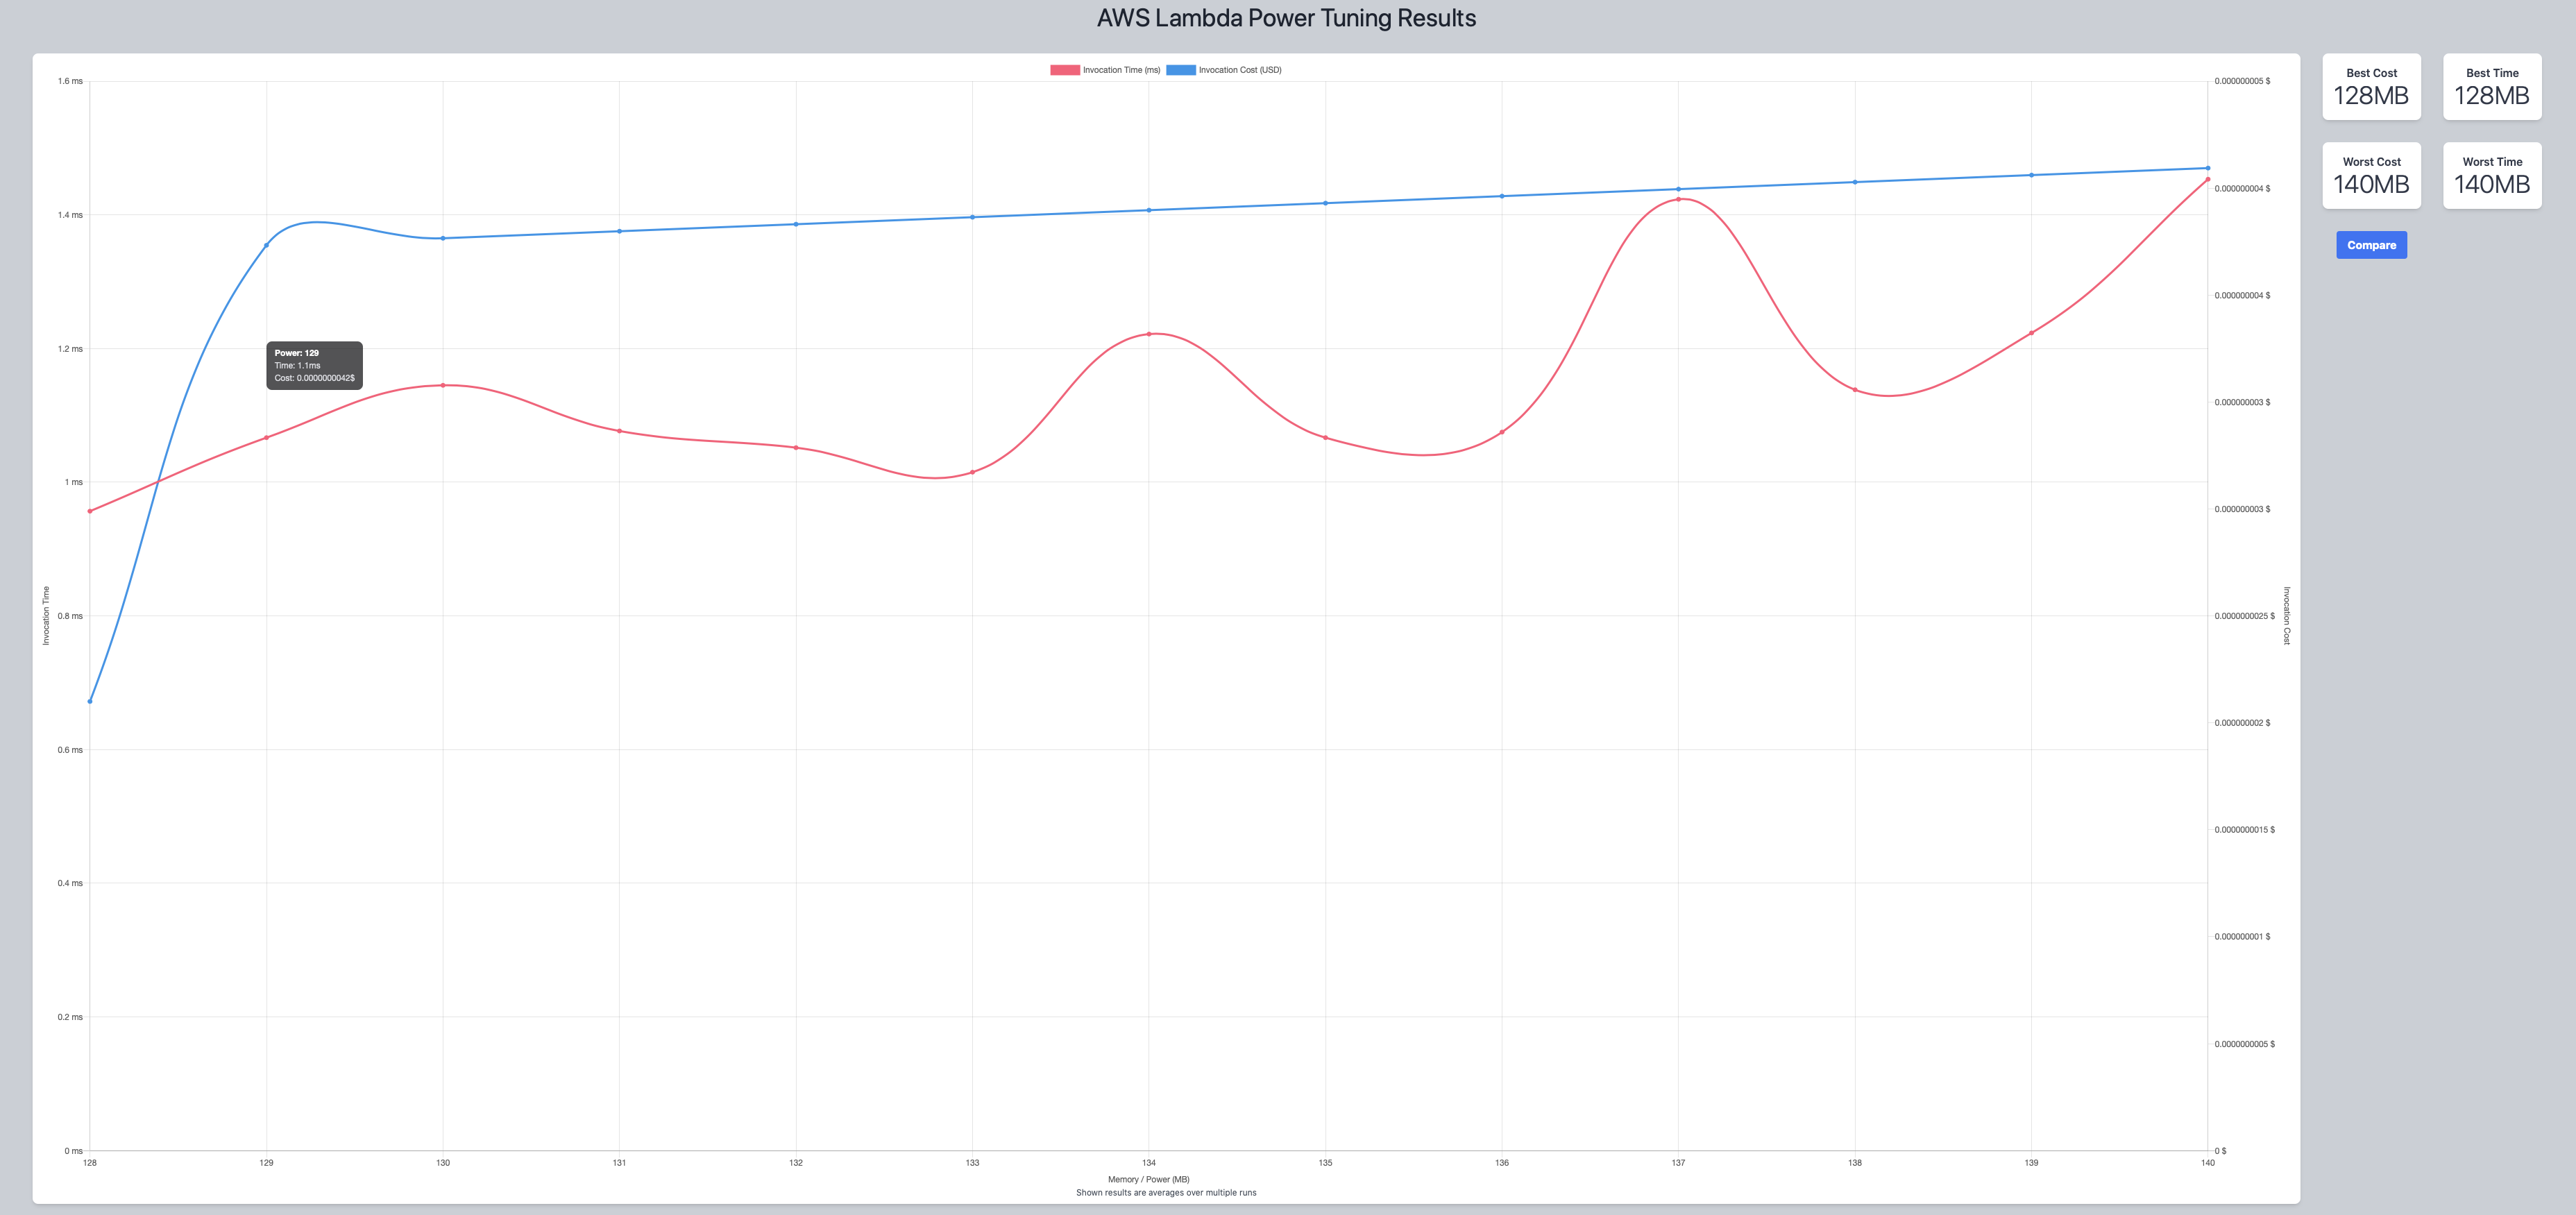 AWS Lambda Power Tuning Results
Invocation Time (ms)
Invocation Cost (USD)
1.6 ms
1.4 ms
1.2 ms
1 ms
0.8 ms
0.6 ms
0.4 ms
0.2 ms
0 ms
Invocation Time
Power: 129
Time: 1.1ms
Cost: 0.0000000042$
0.000000005 $
0.000000004 $
0.000000004 $
0.000000003 $
0.000000003 $
0.0000000025 $
0.000000002 $
0.0000000015 $
0.000000001 $
0.0000000005 $
0 $
Invocation Cost
128 129 130 131 132 133 134 135 136 137 138 139 140
Memory / Power (MB)
Shown results are averages over multiple runs
Best Cost
128MB
Best Time
128MB
Worst Cost
140MB
Worst Time
140MB
Compare